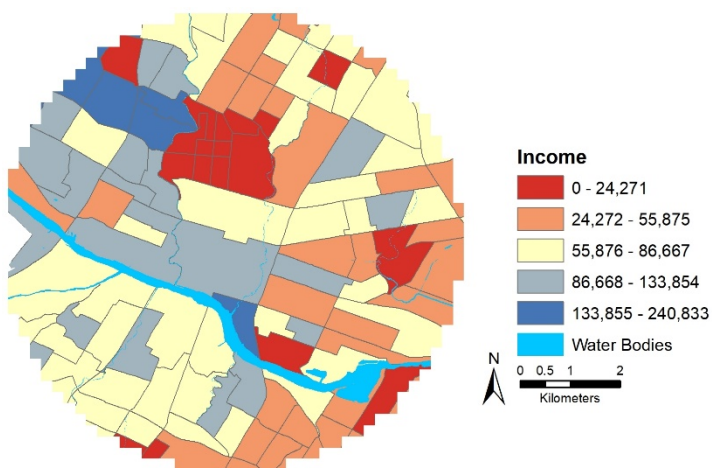 Income
0 - 24,271
24,272 - 55,875
55,876 - 86,667
86,668 - 133,854
133,855 - 240,833
Water Bodies
N
0 0.5 1 2
Kilometers